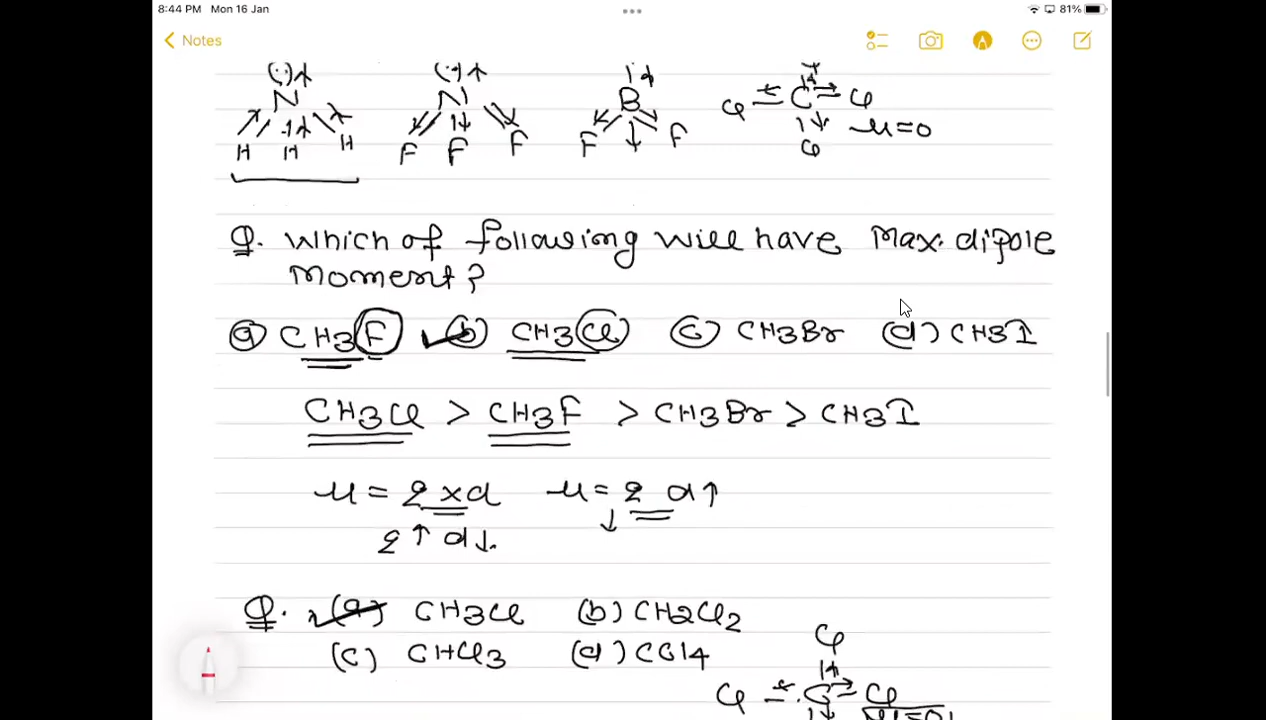 8:44 PM Mon 16 Jan
81%
Notes
N N B Cl C Cl
H H H F F F F F Cl μ=0
Q. Which of following will have Max. dipole
Moment?
(a) CH3F (b) CH3Cl (c) CH3Br (d) CH3I
CH3Cl > CH3F > CH3Br > CH3I
μ = q x d μ = q d↑
q↑ d↓. ↓
Q. (a) CH3Cl (b) CH2Cl2
(c) CHCl3 (d) CCl4
Cl
Cl C Cl
μ=0